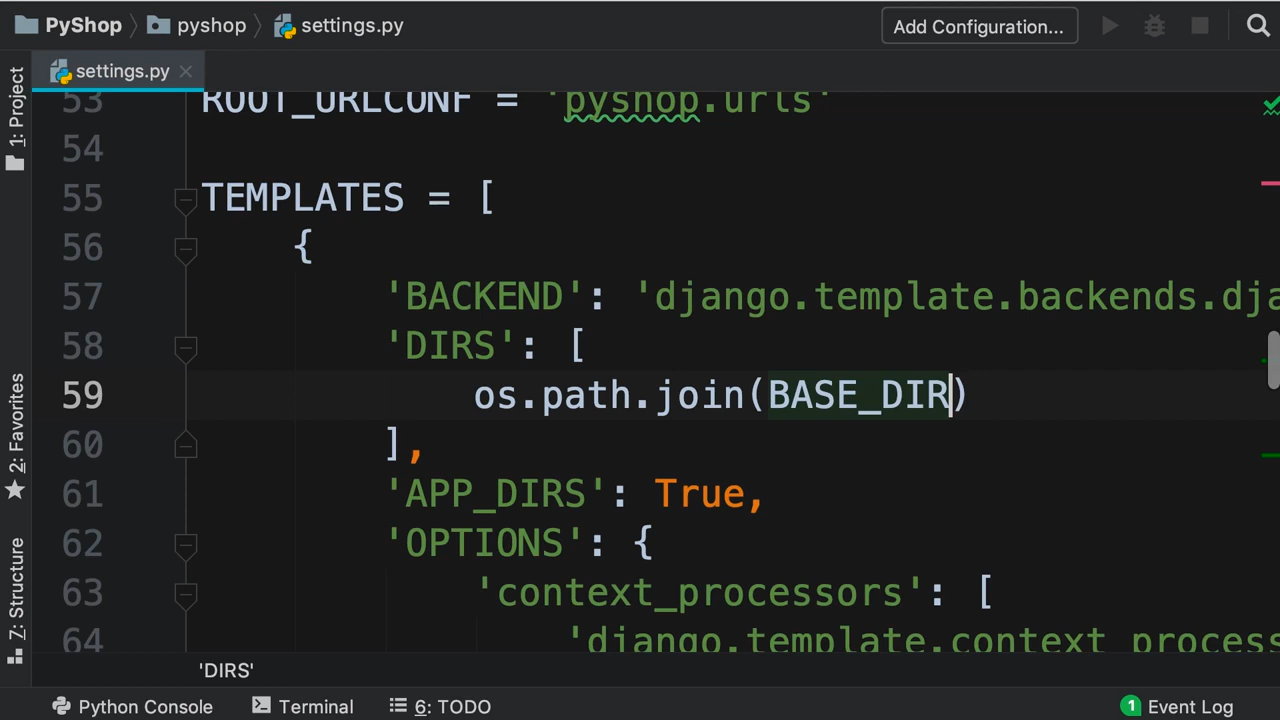 PyShop pyshop settings.py Add Configuration...
settings.py
1: Project
2: Favorites
7: Structure
53 ROOT_URLCONF = 'pyshop.urls'
54
55 TEMPLATES = [
56 {
57 'BACKEND': 'django.template.backends.dja
58 'DIRS': [
59 os.path.join(BASE_DIR)
60 ],
61 'APP_DIRS': True,
62 'OPTIONS': {
63 'context_processors': [
64 'django.template.context_process
'DIRS'
Python Console Terminal 6: TODO 1 Event Log